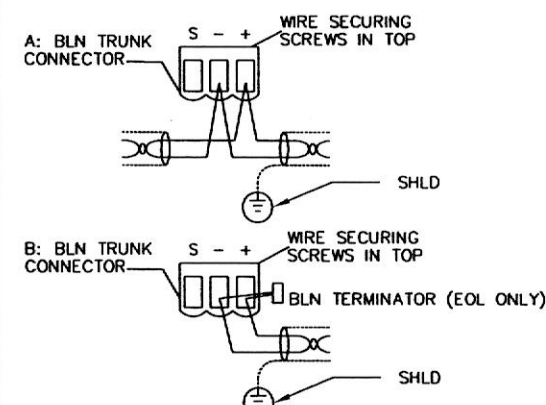 A: BLN TRUNK
CONNECTOR
S - +
WIRE SECURING
SCREWS IN TOP
SHLD
B: BLN TRUNK
CONNECTOR
S - +
WIRE SECURING
SCREWS IN TOP
BLN TERMINATOR (EOL ONLY)
SHLD